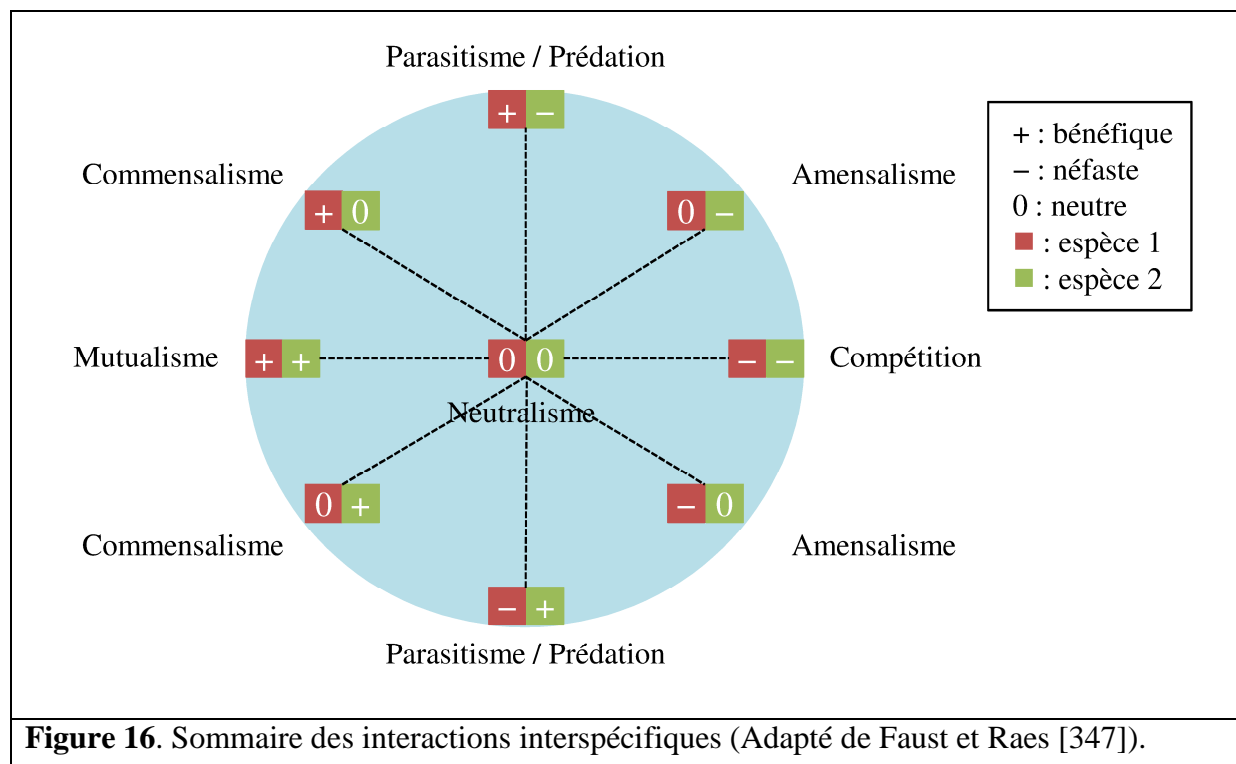 Parasitisme / Prédation
+ −
Commensalisme
+ 0
Amensalisme
0 −
+ : bénéfique
− : néfaste
0 : neutre
: espèce 1
: espèce 2
Mutualisme
+ +
0 0
Neutralisme
− −
Compétition
0 +
Commensalisme
− 0
Amensalisme
− +
Parasitisme / Prédation
Figure 16. Sommaire des interactions interspécifiques (Adapté de Faust et Raes [347]).